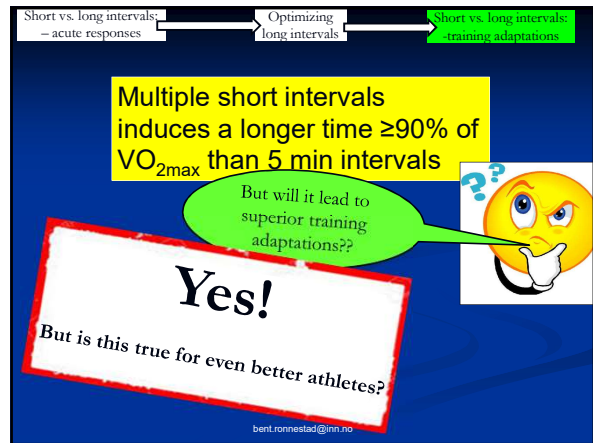 Short vs. long intervals;
– acute responses
Optimizing
long intervals
Short vs. long intervals:
-training adaptations
Multiple short intervals
induces a longer time ≥90% of
VO2max than 5 min intervals
But will it lead to
superior training
adaptations??
??
Yes!
But is this true for even better athletes?
bent.ronnestad@inn.no